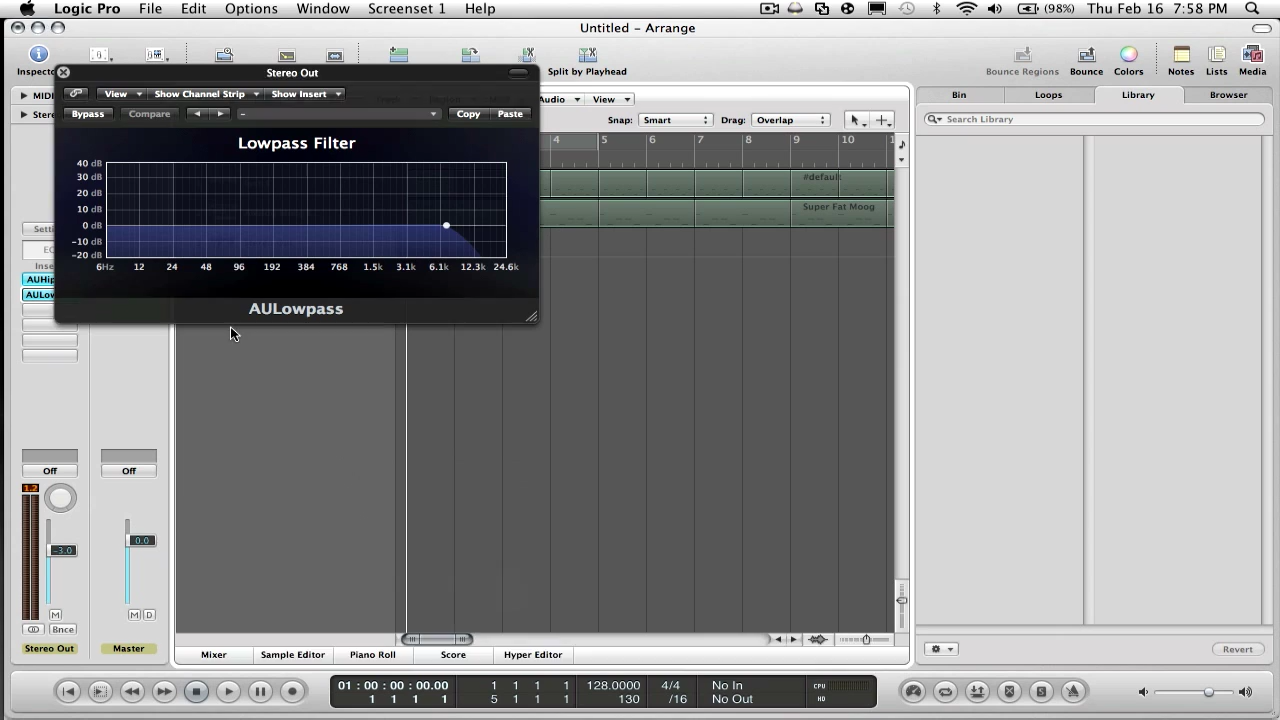 Logic Pro File Edit Options Window Screenset 1 Help (98%) Thu Feb 16 7:58 PM
Untitled – Arrange
Split by Playhead Bounce Regions Bounce Colors Notes Lists Media
Stereo Out
View Show Channel Strip Show Insert
Audio View
Bin Loops Library Browser
Bypass Compare – Copy Paste
Snap: Smart Drag: Overlap
Search Library
4 5 6 7 8 9 10
Lowpass Filter
40 dB
30 dB
20 dB
10 dB
0 dB
−10 dB
−20 dB
6Hz 12 24 48 96 192 384 768 1.5k 3.1k 6.1k 12.3k 24.6k
AULowpass
#default
Super Fat Moog
Off Off
1.2
-3.0 0.0
M M D
Bnce
Stereo Out Master
Mixer Sample Editor Piano Roll Score Hyper Editor
Revert
01 : 00 : 00 : 00.00 1 1 1 1 128.0000 4/4 No In CPU
1 1 1 1 5 1 1 1 130 /16 No Out HD